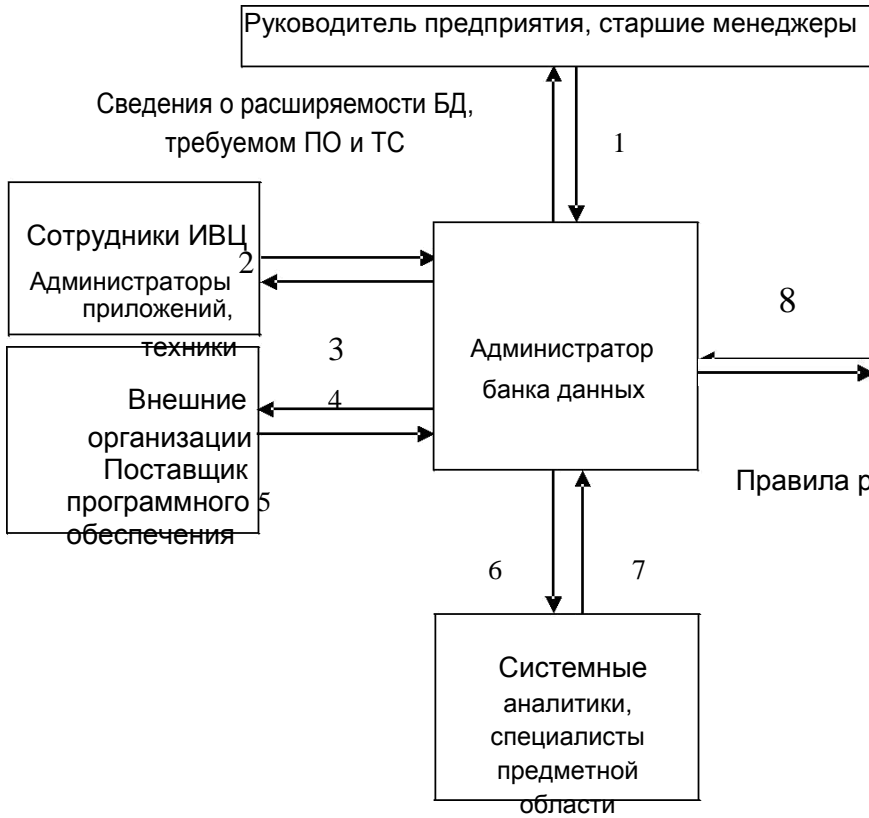 Руководитель предприятия, старшие менеджеры
Сведения о расширяемости БД,
требуемом ПО и ТС
1
Сотрудники ИВЦ
2
Администраторы
приложений,
техники
3
8
Администратор
банка данных
Внешние
4
организации
Поставщик
программного
5
обеспечения
Правила р
6
7
Системные
аналитики,
специалисты
предметной
области